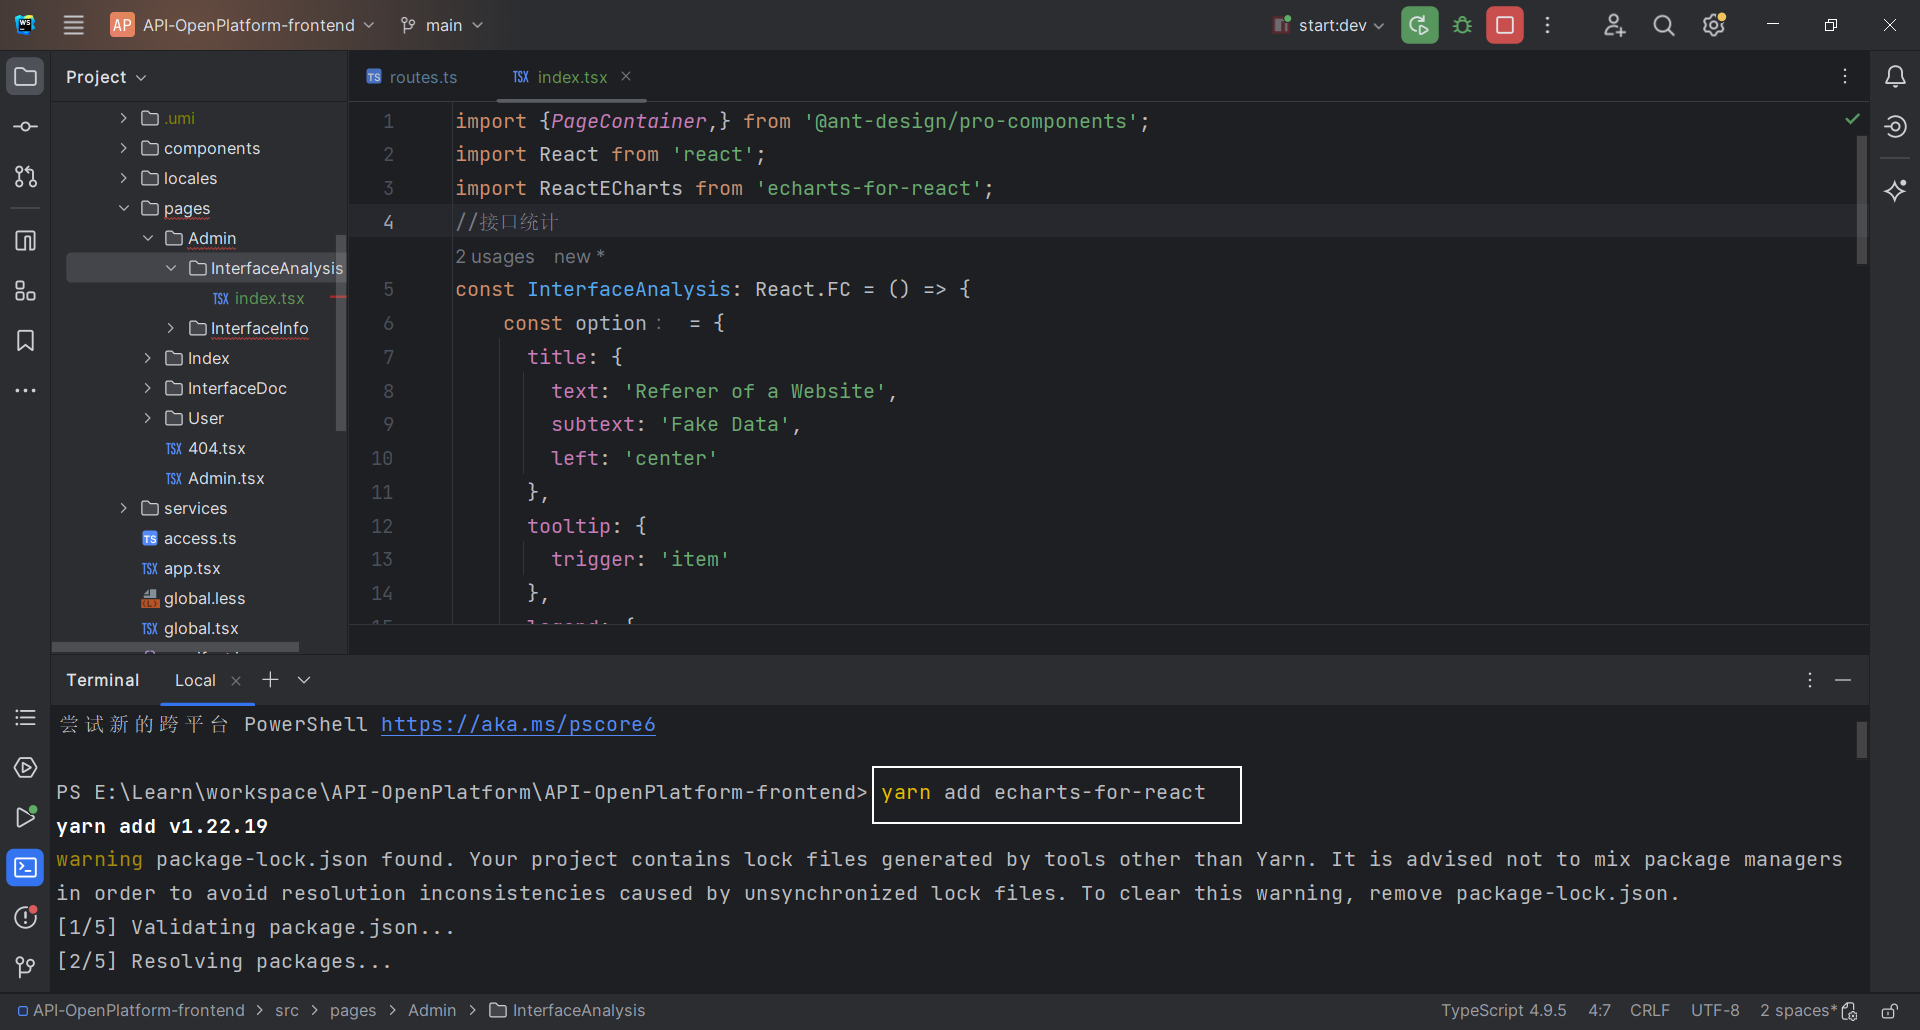 AP API-OpenPlatform-frontend main start:dev
Project
routes.ts index.tsx
.umi
components
locales
pages
Admin
InterfaceAnalysis
TSX index.tsx
InterfaceInfo
Index
InterfaceDoc
User
TSX 404.tsx
TSX Admin.tsx
services
TS access.ts
TSX app.tsx
global.less
TSX global.tsx
1 import {PageContainer,} from '@ant-design/pro-components';
2 import React from 'react';
3 import ReactECharts from 'echarts-for-react';
4 //接口统计
2 usages new *
5 const InterfaceAnalysis: React.FC = () => {
6 const option : = {
7 title: {
8 text: 'Referer of a Website',
9 subtext: 'Fake Data',
10 left: 'center'
11 },
12 tooltip: {
13 trigger: 'item'
14 },
15 legend: {
Terminal Local
尝试新的跨平台 PowerShell https://aka.ms/pscore6
PS E:\Learn\workspace\API-OpenPlatform\API-OpenPlatform-frontend> yarn add echarts-for-react
yarn add v1.22.19
warning package-lock.json found. Your project contains lock files generated by tools other than Yarn. It is advised not to mix package managers
in order to avoid resolution inconsistencies caused by unsynchronized lock files. To clear this warning, remove package-lock.json.
[1/5] Validating package.json...
[2/5] Resolving packages...
API-OpenPlatform-frontend > src > pages > Admin > InterfaceAnalysis TypeScript 4.9.5 4:7 CRLF UTF-8 2 spaces*